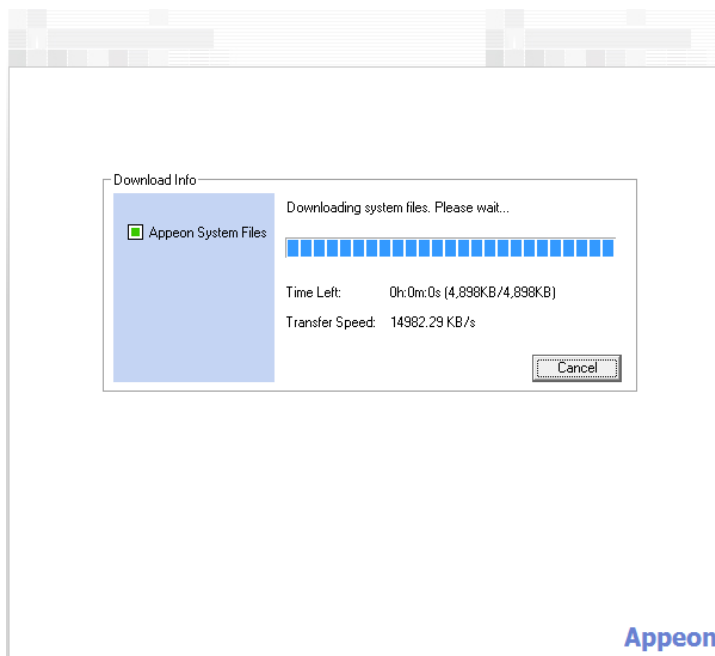 Download Info
Appeon System Files
Downloading system files. Please wait...
Time Left: 0h:0m:0s (4,898KB/4,898KB)
Transfer Speed: 14982.29 KB/s
Cancel
Appeon